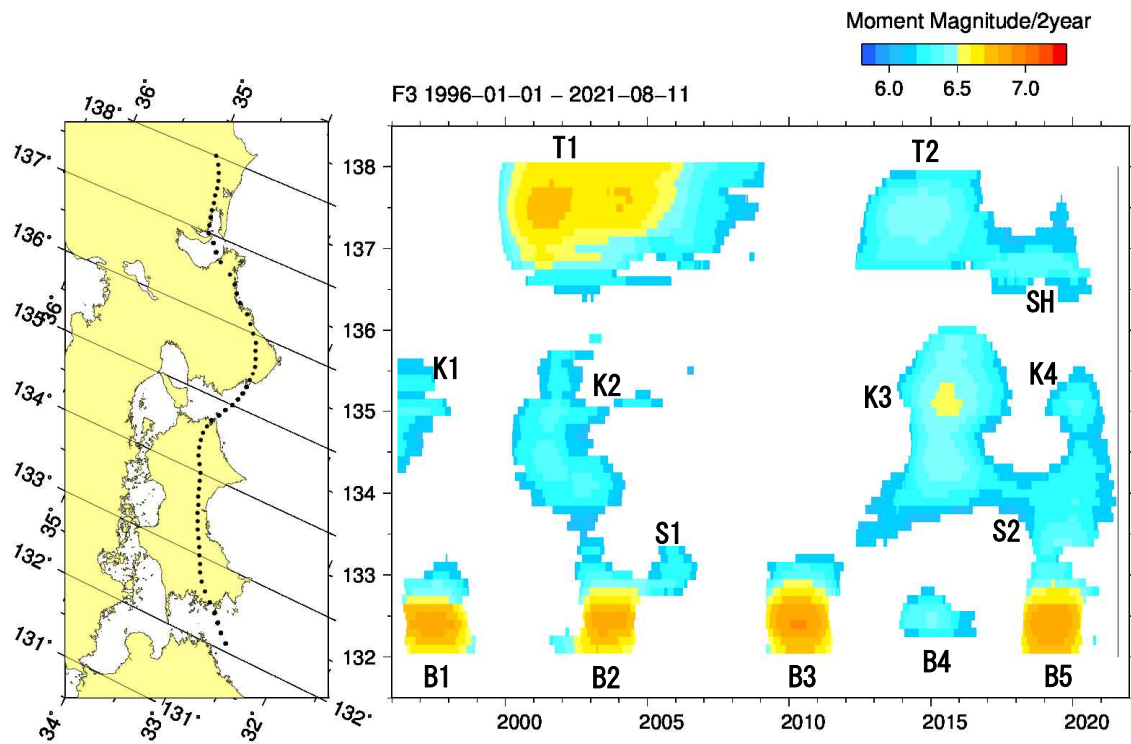 Moment Magnitude/2year
6.0 6.5 7.0
F3 1996-01-01 - 2021-08-11
138° 36° 35°
137°
136°
36°
135°
134°
133°
35°
132°
131°
34° 33° 131° 32° 132°
138
137
136
135
134
133
132
T1 T2
SH
K1 K2 K3 K4
S1 S2
B1 B2 B3 B4 B5
2000 2005 2010 2015 2020